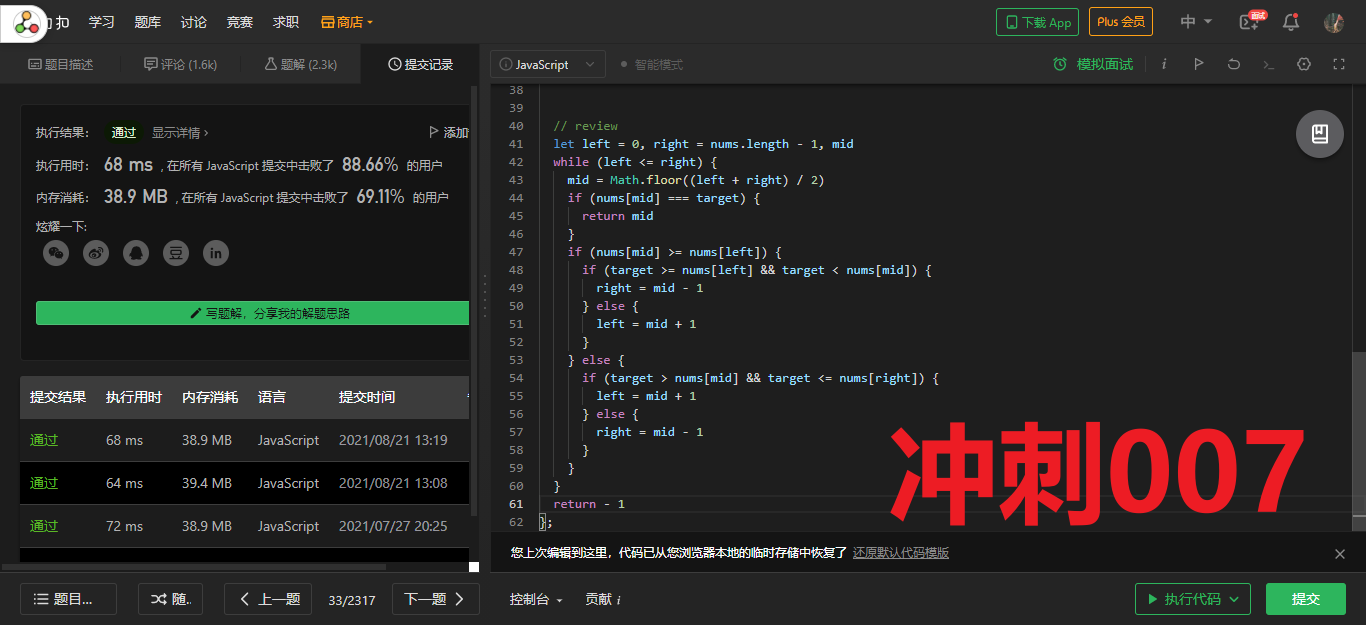 扣 学习 题库 讨论 竞赛 求职 商店 下载 App Plus 会员 中 面试
题目描述 评论 (1.6k) 题解 (2.3k) 提交记录 JavaScript 智能模式 模拟面试 i
执行结果： 通过 显示详情 › 添加
执行用时： 68 ms , 在所有 JavaScript 提交中击败了 88.66% 的用户
内存消耗： 38.9 MB , 在所有 JavaScript 提交中击败了 69.11% 的用户
炫耀一下:
豆 in
写题解，分享我的解题思路
提交结果 执行用时 内存消耗 语言 提交时间
通过 68 ms 38.9 MB JavaScript 2021/08/21 13:19
通过 64 ms 39.4 MB JavaScript 2021/08/21 13:08
通过 72 ms 38.9 MB JavaScript 2021/07/27 20:25
38
39
40 // review
41 let left = 0, right = nums.length - 1, mid
42 while (left <= right) {
43 mid = Math.floor((left + right) / 2)
44 if (nums[mid] === target) {
45 return mid
46 }
47 if (nums[mid] >= nums[left]) {
48 if (target >= nums[left] && target < nums[mid]) {
49 right = mid - 1
50 } else {
51 left = mid + 1
52 }
53 } else {
54 if (target > nums[mid] && target <= nums[right]) {
55 left = mid + 1
56 } else {
57 right = mid - 1
58 }
59 }
60 }
61 return - 1
62 };
冲刺007
您上次编辑到这里，代码已从您浏览器本地的临时存储中恢复了 还原默认代码模版
题目... 随.. 上一题 33/2317 下一题 控制台 贡献 i 执行代码 提交